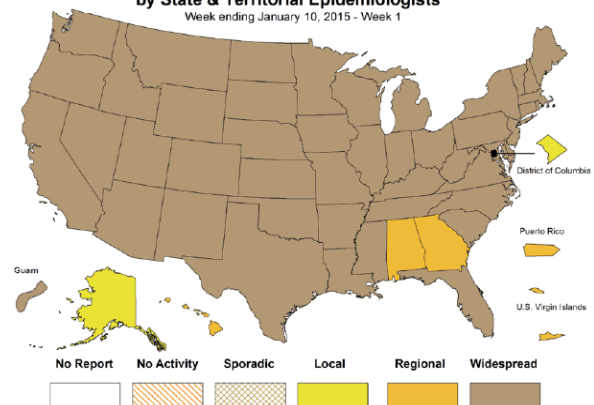 by State & Territorial Epidemiologists
Week ending January 10, 2015 - Week 1
District of Columbia
Puerto Rico
Guam
U.S. Virgin Islands
No Report No Activity Sporadic Local Regional Widespread